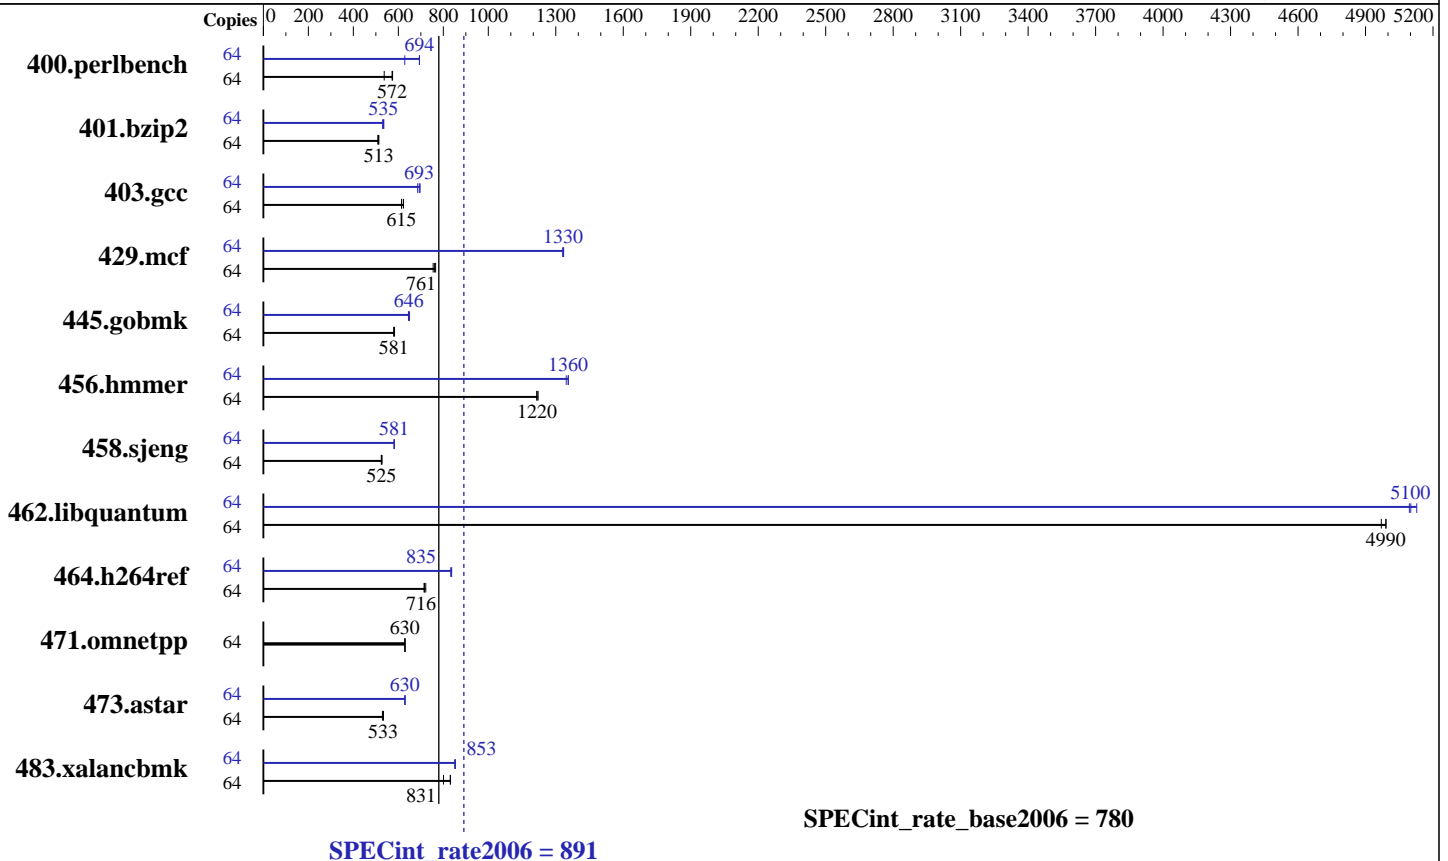 Copies 0 200 400 600 800 1000 1300 1600 1900 2200 2500 2800 3100 3400 3700 4000 4300 4600 4900 5200
400.perlbench 64 694
64 572
401.bzip2 64 535
64 513
403.gcc 64 693
64 615
429.mcf 64 1330
64 761
445.gobmk 64 646
64 581
456.hmmer 64 1360
64 1220
458.sjeng 64 581
64 525
462.libquantum 64 5100
64 4990
464.h264ref 64 835
64 716
471.omnetpp 64 630
473.astar 64 630
64 533
483.xalancbmk 64 853
64 831
SPECint_rate_base2006 = 780
SPECint_rate2006 = 891